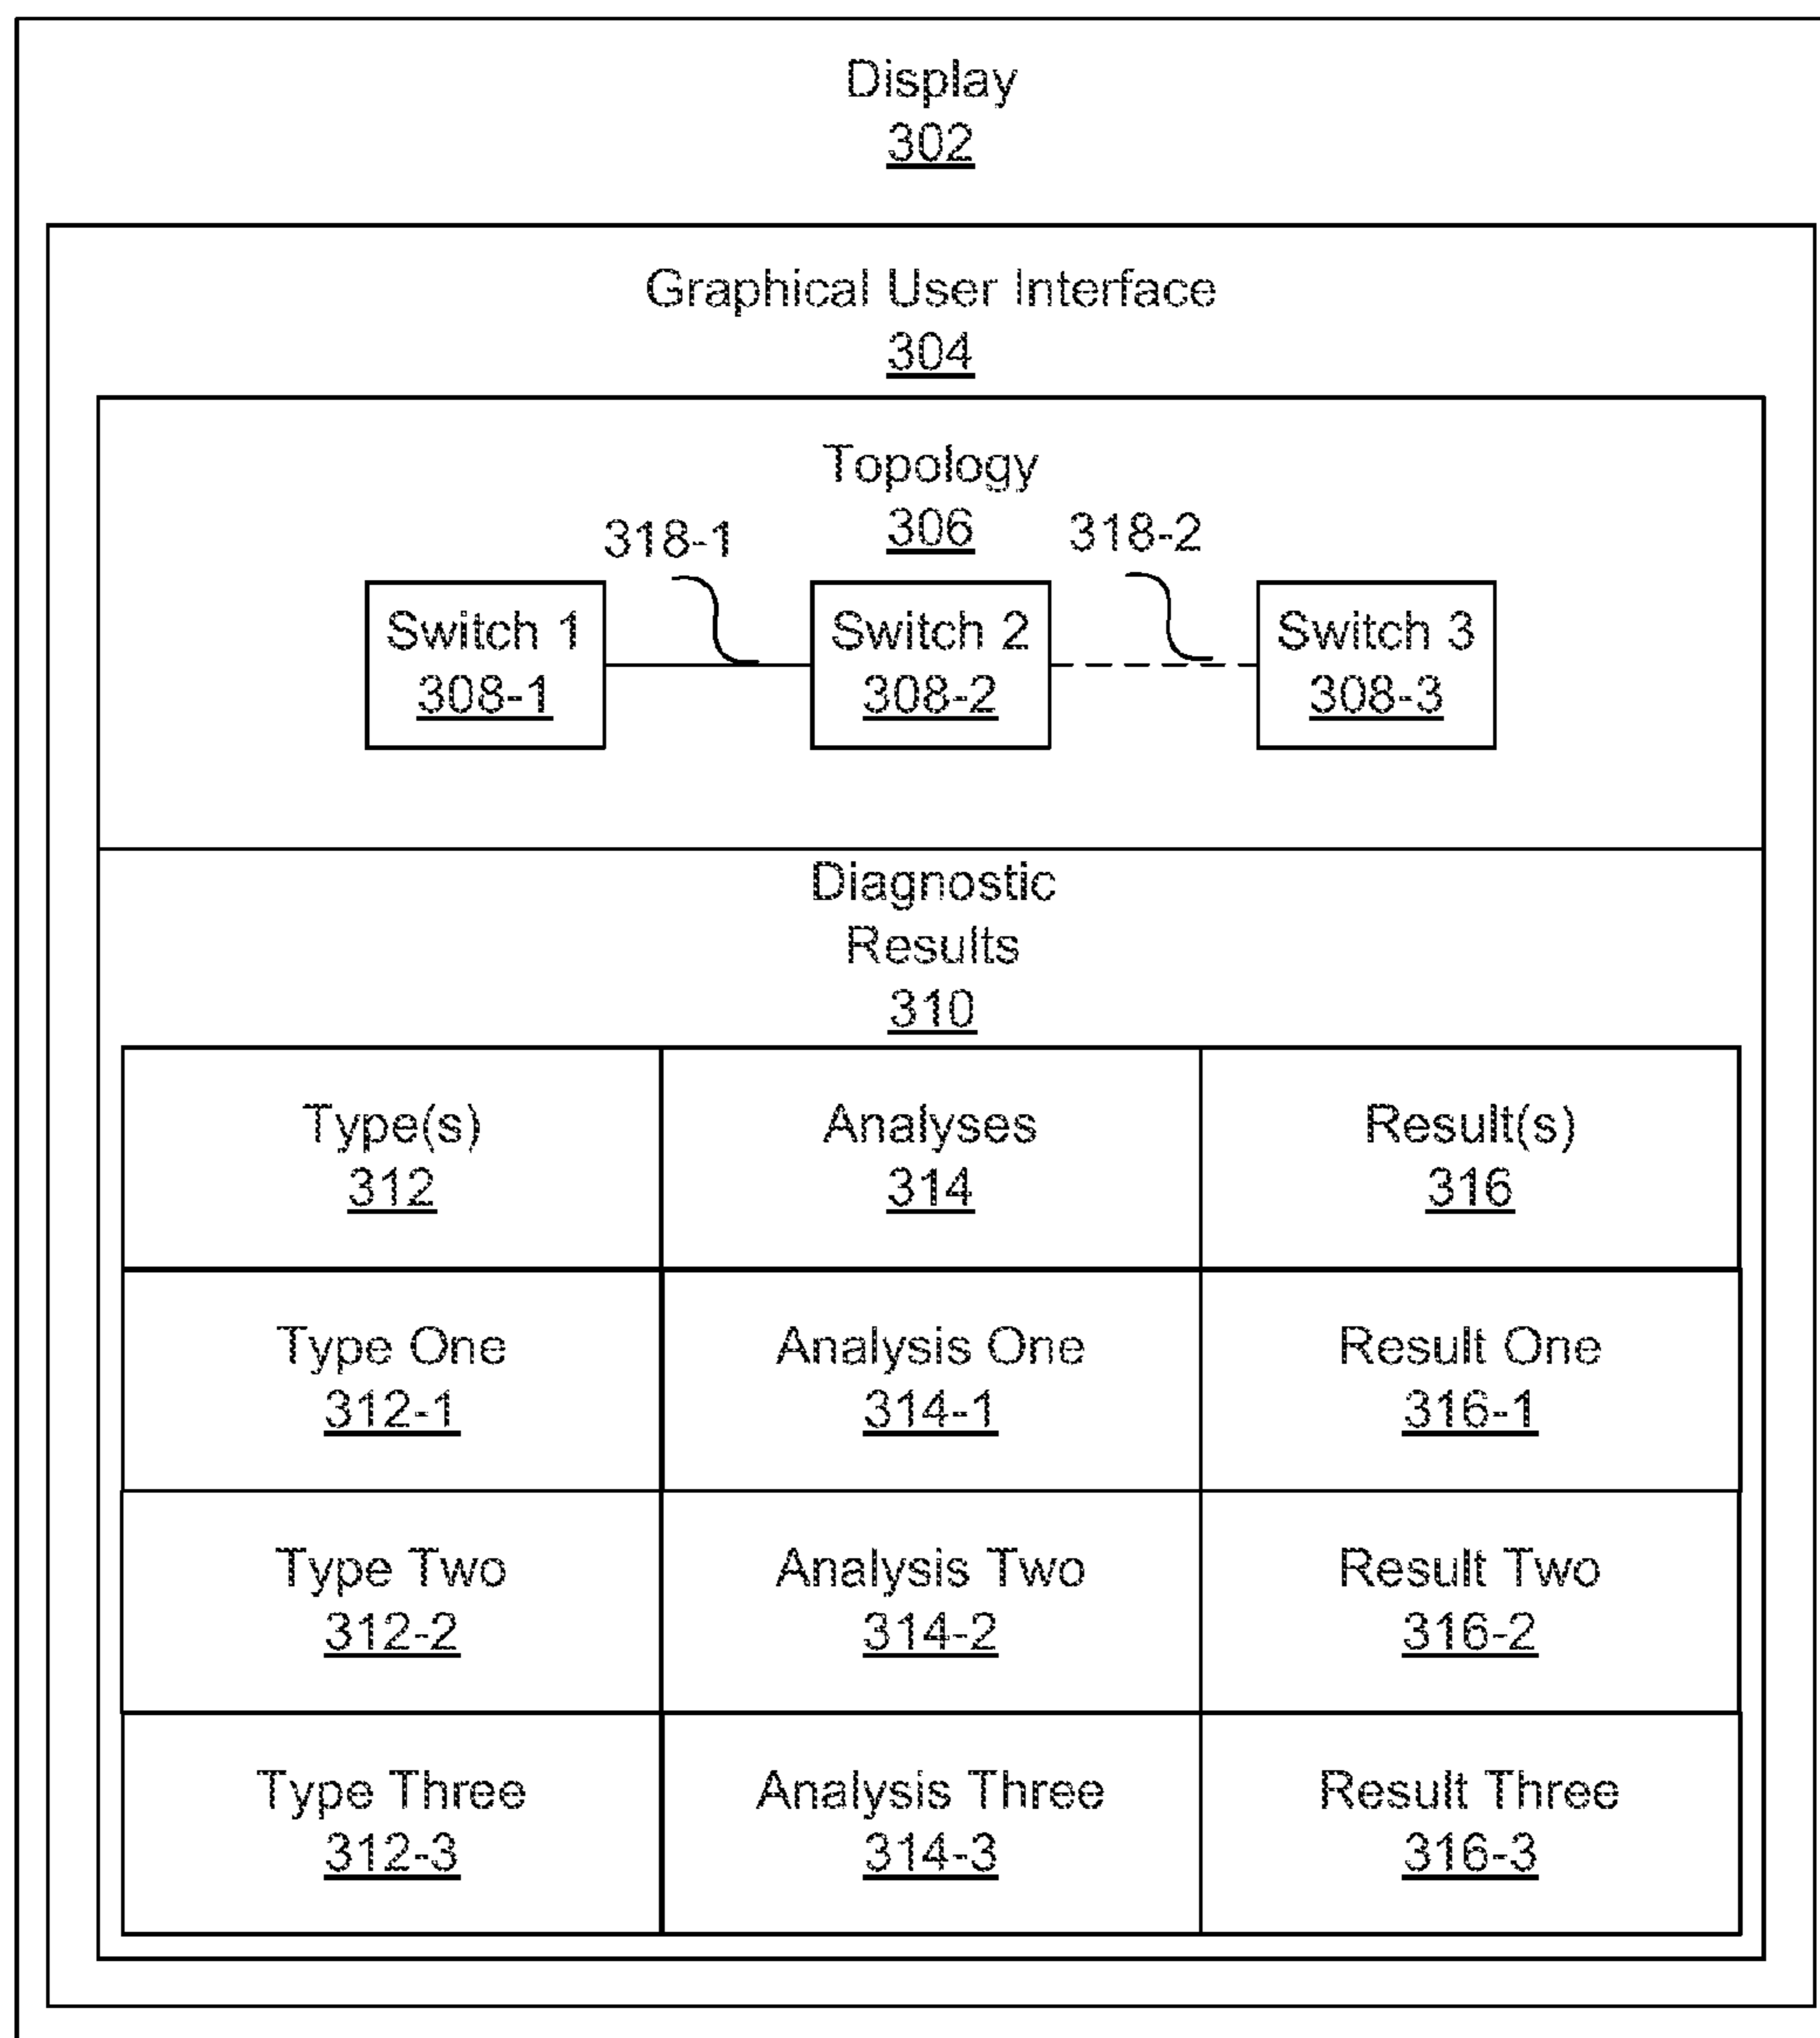 Display
302
Graphical User Interface
304
Topology
306
318-1
318-2
Switch 1
308-1
Switch 2
308-2
Switch 3
308-3
Diagnostic
Results
310
Type(s)
312
Analyses
314
Result(s)
316
Type One
312-1
Analysis One
314-1
Result One
316-1
Type Two
312-2
Analysis Two
314-2
Result Two
316-2
Type Three
312-3
Analysis Three
314-3
Result Three
316-3